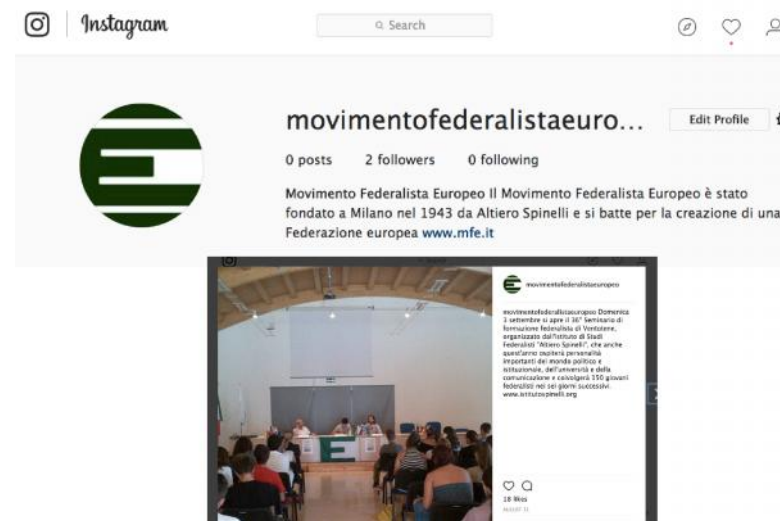 Instagram
Search
movimentofederalistaeuro...
Edit Profile
0 posts 2 followers 0 following
Movimento Federalista Europeo Il Movimento Federalista Europeo è stato
fondato a Milano nel 1943 da Altiero Spinelli e si batte per la creazione di una
Federazione europea www.mfe.it
movimentofederalistaeuropeo
movimentofederalistaeuropeo Domenica
3 settembre si apre il 36° Seminario di
formazione federalista di Ventotene,
organizzato dall'Istituto di Studi
Federalisti "Altiero Spinelli", che anche
quest'anno ospiterà personalità
importanti del mondo politico e
istituzionale, dell'università e della
comunicazione e coivolgerà 150 giovani
federalisti nei sei giorni successivi.
www.istitutospinelli.org
18 likes